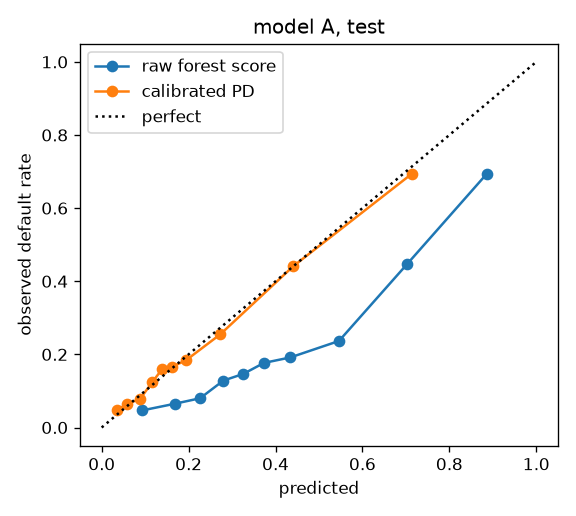 model A, test
raw forest score
calibrated PD
perfect
observed default rate
1.0
0.8
0.6
0.4
0.2
0.0
0.0 0.2 0.4 0.6 0.8 1.0
predicted